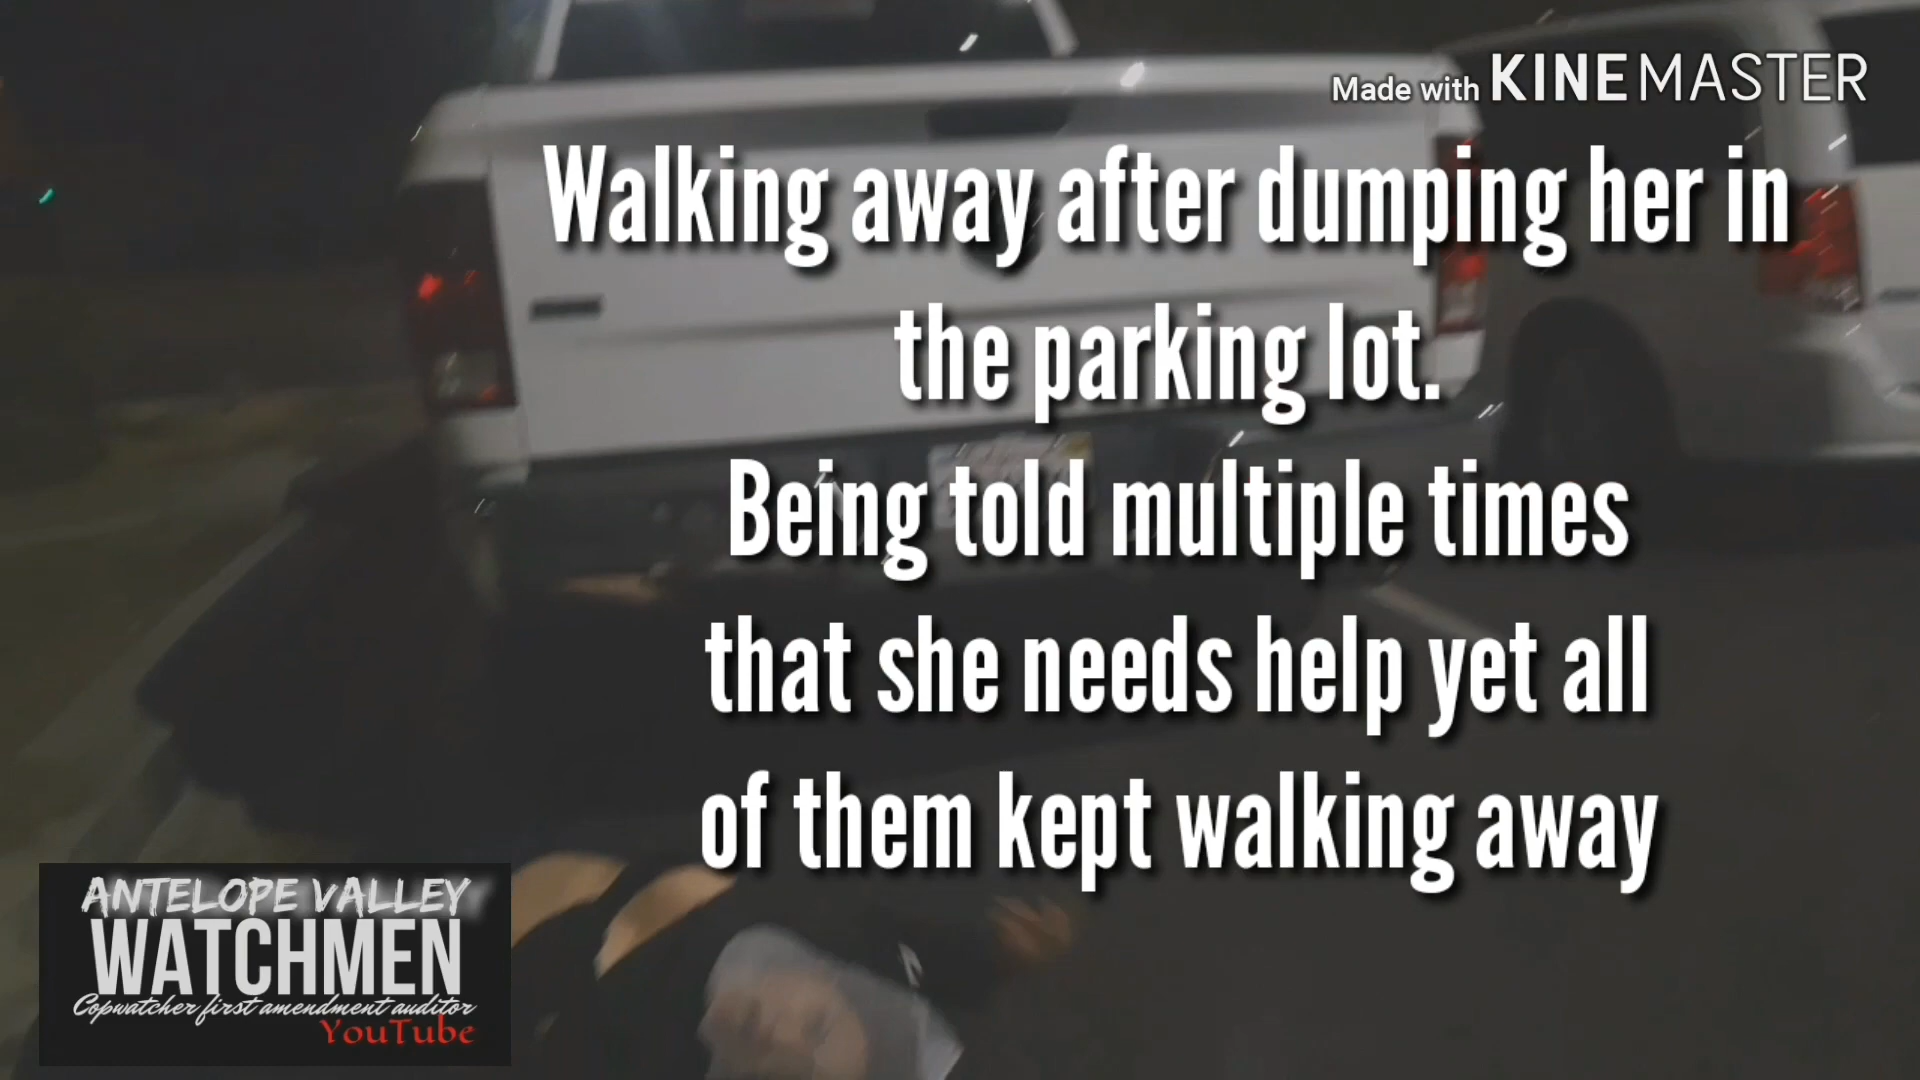 Made with KINEMASTER
Walking away after dumping her in
the parking lot.
Being told multiple times
that she needs help yet all
of them kept walking away
ANTELOPE VALLEY
WATCHMEN
Copwatcher first amendment auditor
YouTube